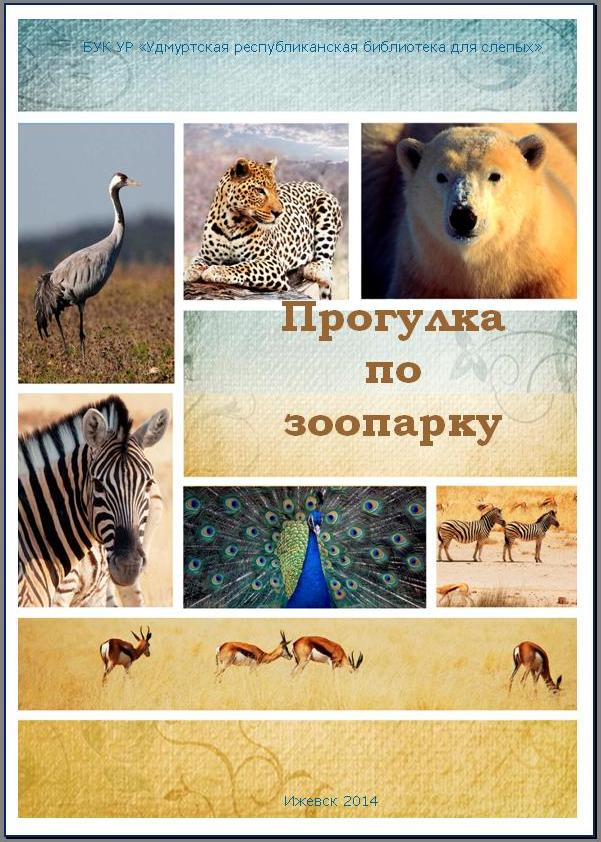 БУК УР «Удмуртская республиканская библиотека для слепых»
Прогулка
по
зоопарку
Ижевск 2014